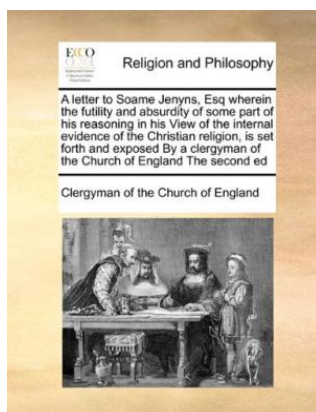 ECCO
Religion and Philosophy
A letter to Soame Jenyns, Esq wherein
the futility and absurdity of some part of
his reasoning in his View of the internal
evidence of the Christian religion, is set
forth and exposed By a clergyman of
the Church of England The second ed
Clergyman of the Church of England